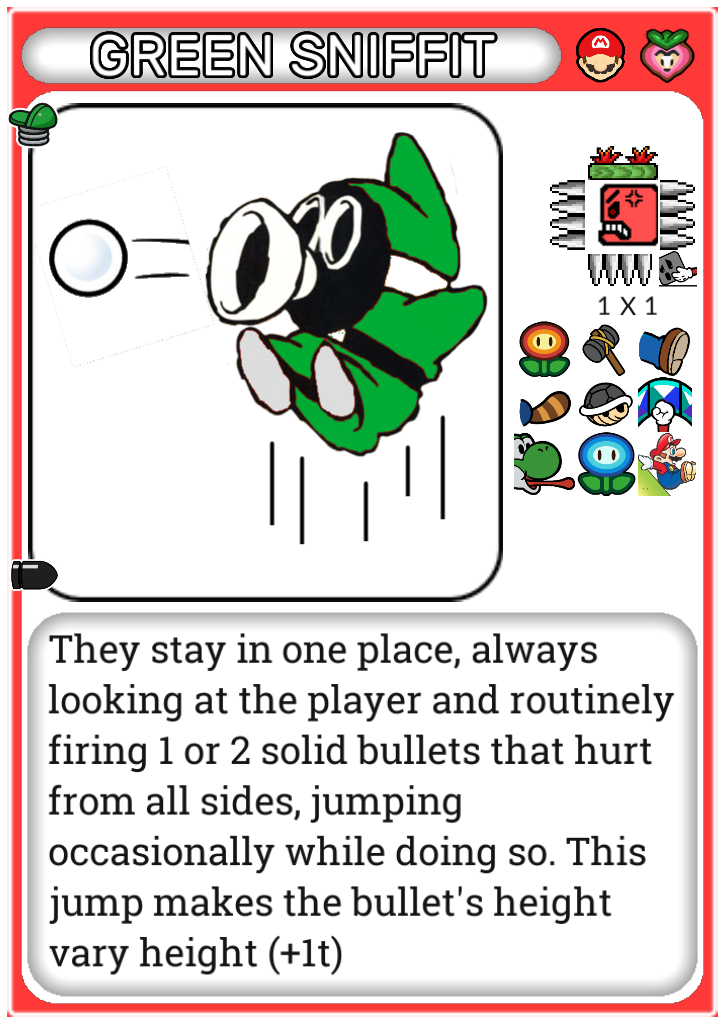 GREEN SNIFFIT
1 X 1
They stay in one place, always
looking at the player and routinely
firing 1 or 2 solid bullets that hurt
from all sides, jumping
occasionally while doing so. This
jump makes the bullet's height
vary height (+1t)